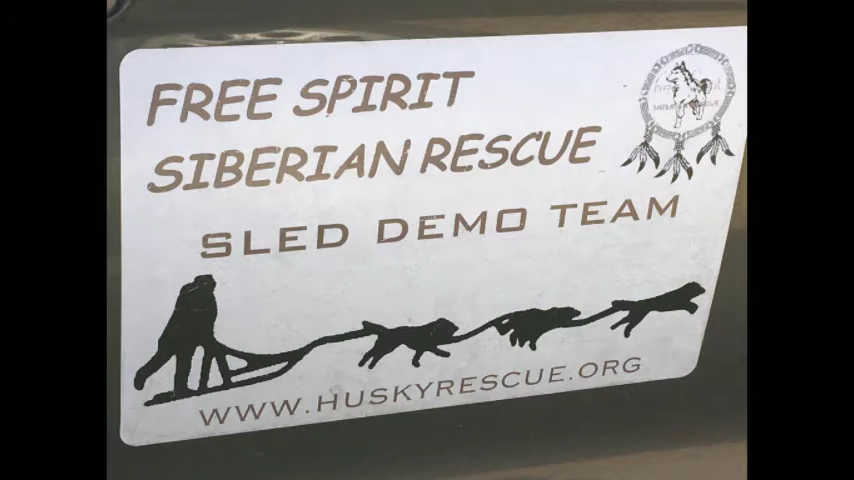 FREE SPIRIT
SIBERIAN RESCUE
SLED DEMO TEAM
WWW.HUSKYRESCUE.ORG